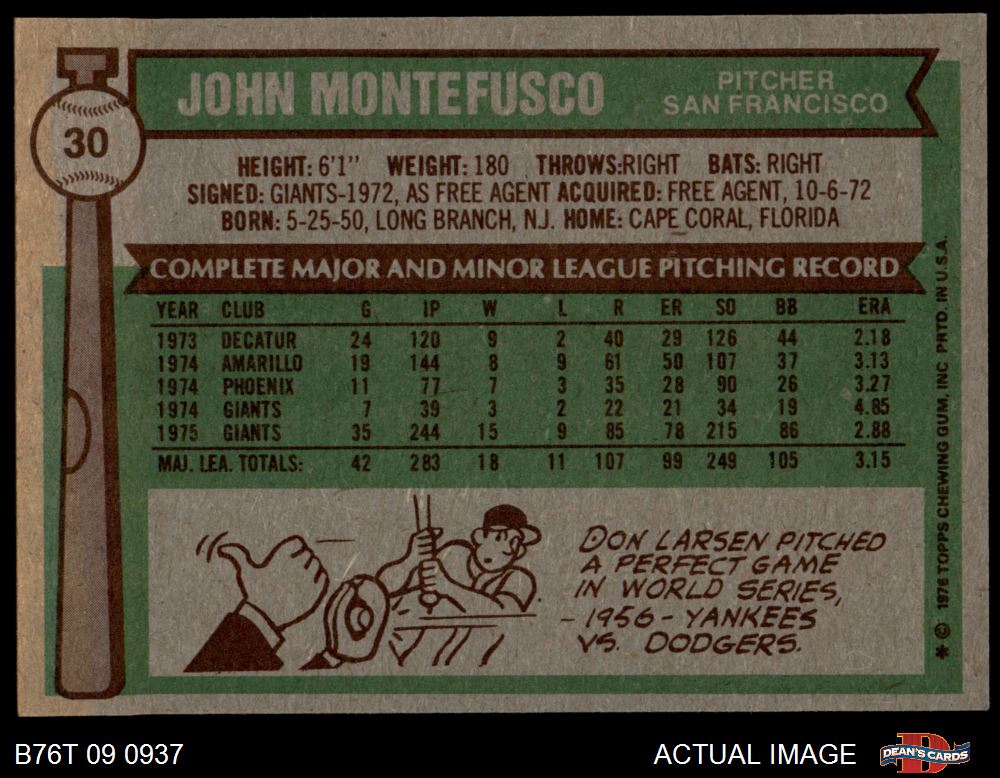 30
JOHN MONTEFUSCO
PITCHER
SAN FRANCISCO
HEIGHT: 6'1" WEIGHT: 180 THROWS:RIGHT BATS: RIGHT
SIGNED: GIANTS-1972, AS FREE AGENT ACQUIRED: FREE AGENT, 10-6-72
BORN: 5-25-50, LONG BRANCH, N.J. HOME: CAPE CORAL, FLORIDA
COMPLETE MAJOR AND MINOR LEAGUE PITCHING RECORD
YEAR CLUB G IP W L R ER SO BB ERA
1973 DECATUR 24 120 9 2 40 29 126 44 2.18
1974 AMARILLO 19 144 8 9 61 50 107 37 3.13
1974 PHOENIX 11 77 7 3 35 28 90 26 3.27
1974 GIANTS 7 39 3 2 22 21 34 19 4.85
1975 GIANTS 35 244 15 9 85 78 215 86 2.88
MAJ. LEA. TOTALS: 42 283 18 11 107 99 249 105 3.15
DON LARSEN PITCHED
A PERFECT GAME
IN WORLD SERIES,
-1956- YANKEES
VS. DODGERS.
* © 1976 TOPPS CHEWING GUM, INC PRTD. IN U.S.A.
B76T 09 0937
ACTUAL IMAGE
DEAN'S CARDS